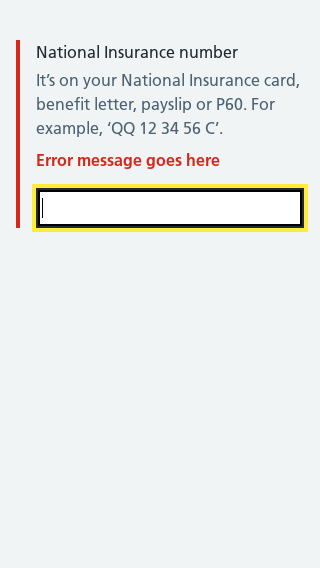 National Insurance number
It’s on your National Insurance card,
benefit letter, payslip or P60. For
example, ‘QQ 12 34 56 C’.
Error message goes here